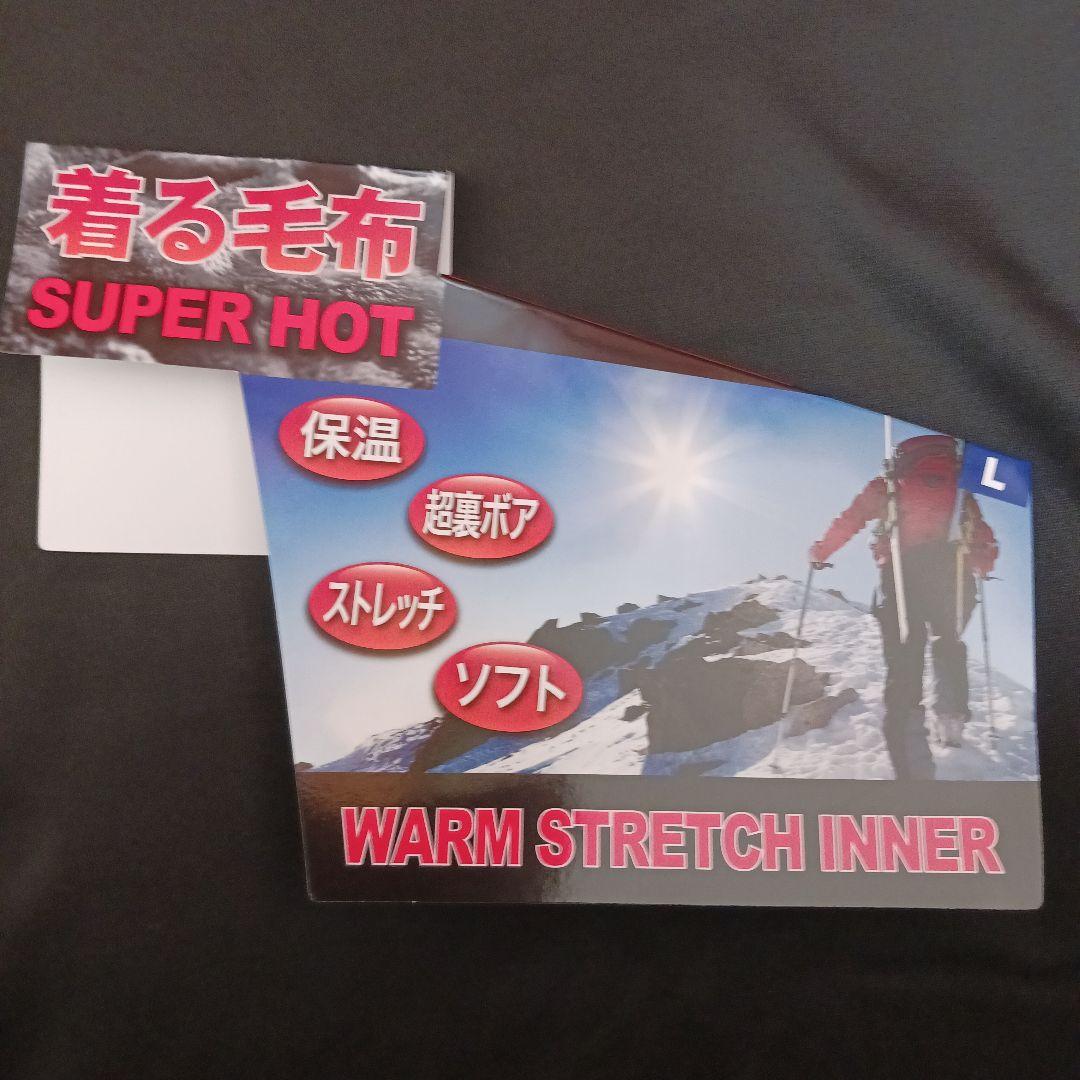 着る毛布
SUPER HOT
保温
超裏ボア
ストレッチ
ソフト
L
WARM STRETCH INNER